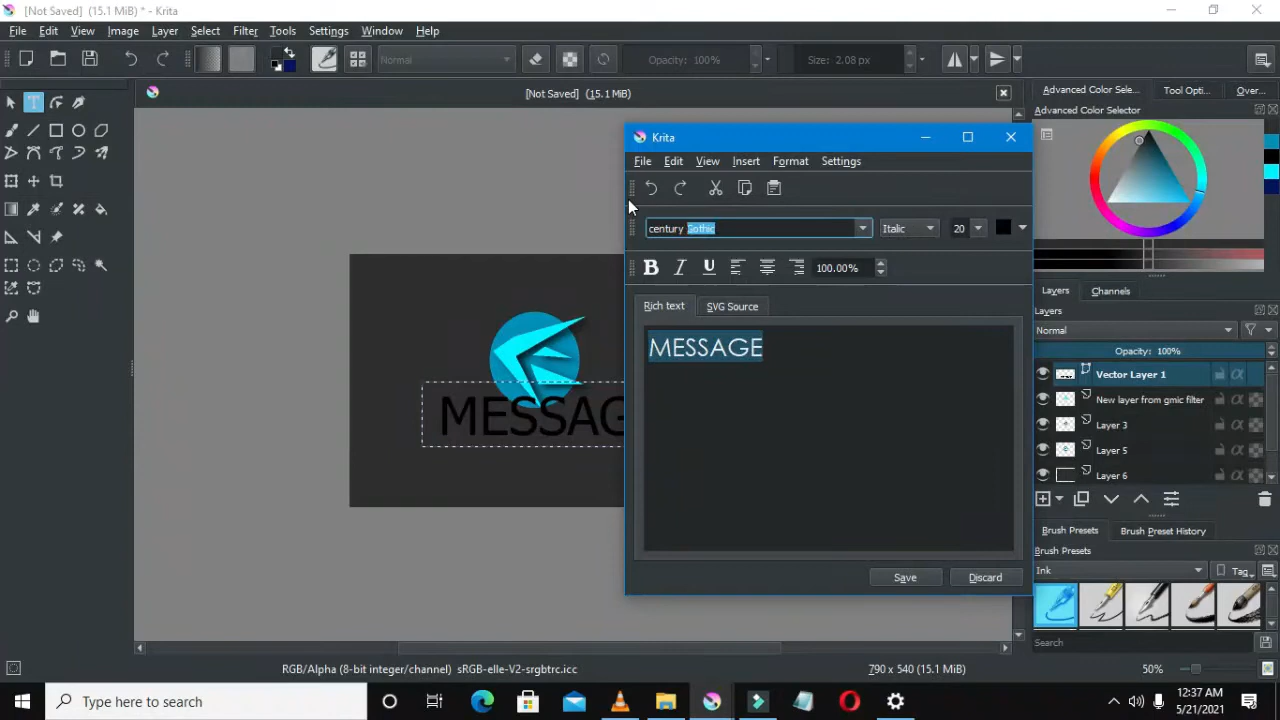 [Not Saved] (15.1 MiB) * - Krita
File Edit View Image Layer Select Filter Tools Settings Window Help
Normal Opacity: 100% Size: 2.08 px
[Not Saved] (15.1 MiB)
Advanced Color Sele... Tool Opti... Over...
Advanced Color Selector
Krita
File Edit View Insert Format Settings
century Gothic Italic 20
100.00%
Rich text SVG Source
MESSAGE
Save Discard
MESSAG
Layers Channels
Layers
Normal
Opacity: 100%
Vector Layer 1
New layer from gmic filter
Layer 3
Layer 5
Layer 6
Brush Presets Brush Preset History
Brush Presets
Ink Tag
Search
RGB/Alpha (8-bit integer/channel) sRGB-elle-V2-srgbtrc.icc 790 x 540 (15.1 MiB) 50%
Type here to search
12:37 AM
5/21/2021